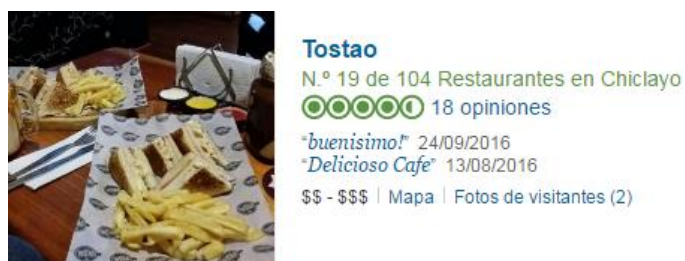 Tostao
N.º 19 de 104 Restaurantes en Chiclayo
18 opiniones
“buenisimo!” 24/09/2016
“Delicioso Cafe” 13/08/2016
$$ - $$$ | Mapa | Fotos de visitantes (2)